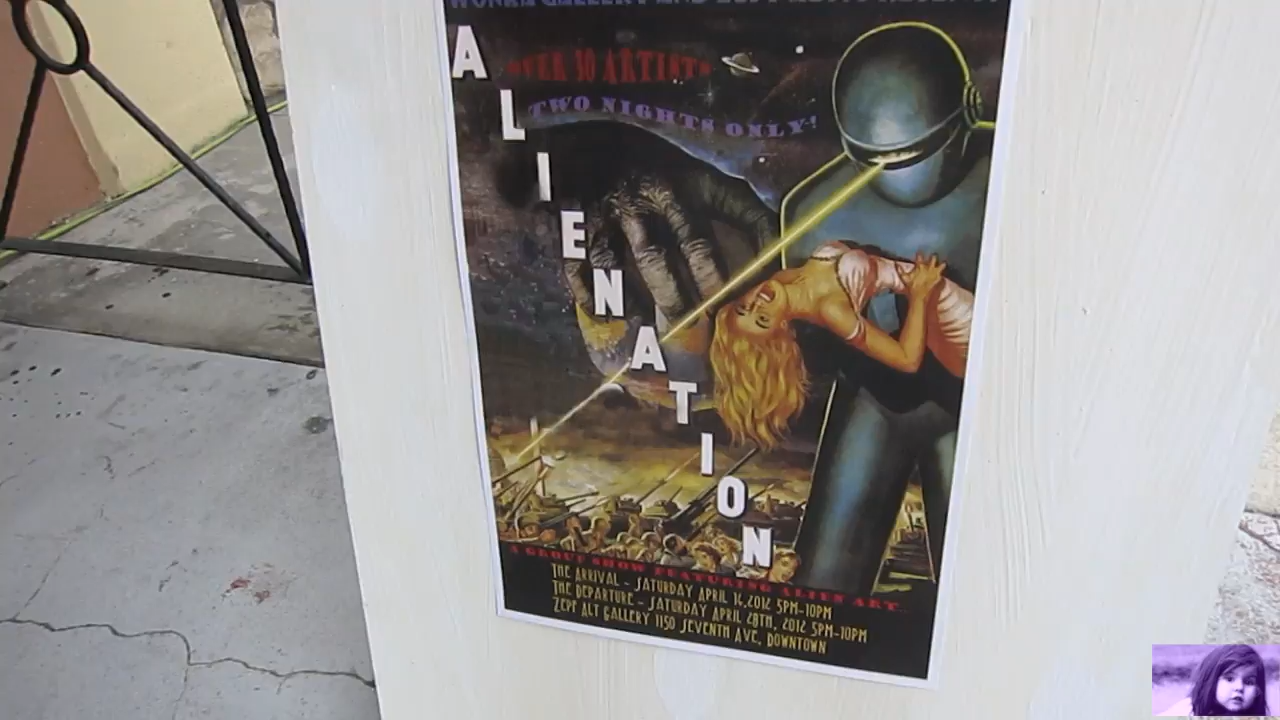 OVER 30 ARTISTS
TWO NIGHTS ONLY!
ALIENATION
A GROUP SHOW FEATURING ALIEN ART
THE ARRIVAL - SATURDAY APRIL 14, 2012 5PM-10PM
THE DEPARTURE - SATURDAY APRIL 28TH, 2012 5PM-10PM
ZEPF ALT GALLERY 1150 SEVENTH AVE, DOWNTOWN